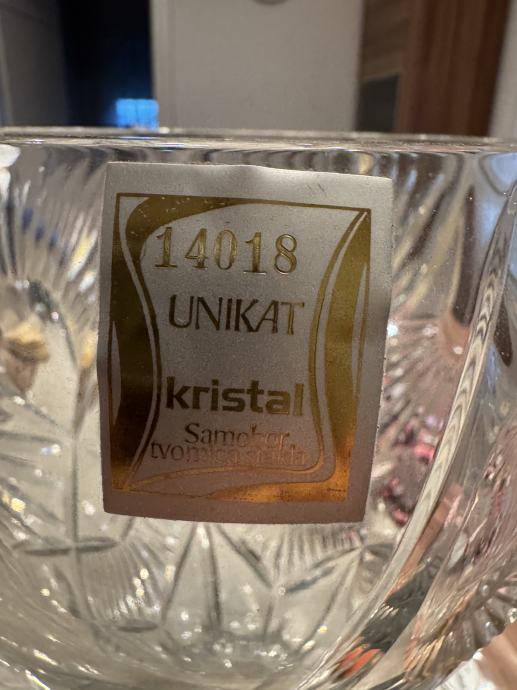 14018
UNIKAT
kristal
Samobor
tvornica stakla